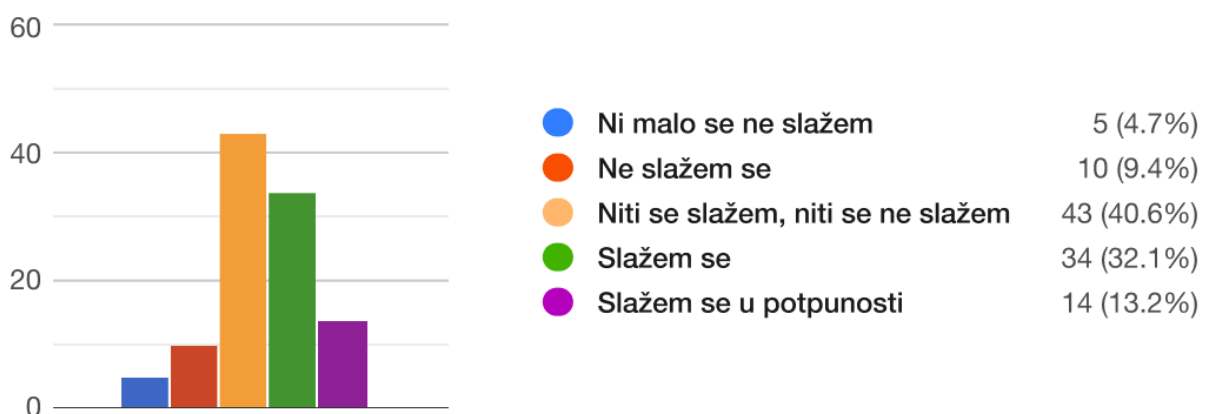 60
40
20
0
Ni malo se ne slažem 5 (4.7%)
Ne slažem se 10 (9.4%)
Niti se slažem, niti se ne slažem 43 (40.6%)
Slažem se 34 (32.1%)
Slažem se u potpunosti 14 (13.2%)